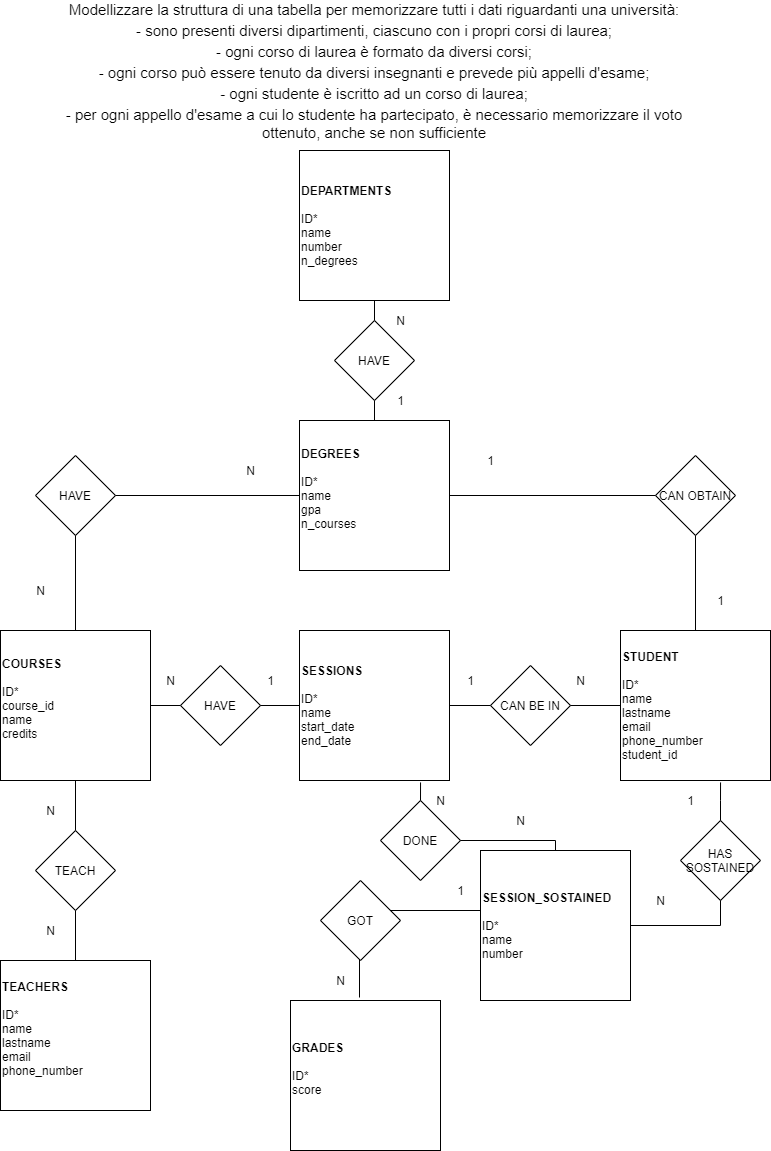 Modellizzare la struttura di una tabella per memorizzare tutti i dati riguardanti una università:
- sono presenti diversi dipartimenti, ciascuno con i propri corsi di laurea;
- ogni corso di laurea è formato da diversi corsi;
- ogni corso può essere tenuto da diversi insegnanti e prevede più appelli d'esame;
- ogni studente è iscritto ad un corso di laurea;
- per ogni appello d'esame a cui lo studente ha partecipato, è necessario memorizzare il voto
ottenuto, anche se non sufficiente
DEPARTMENTS
ID*
name
number
n_degrees
N
HAVE
1
DEGREES
ID*
name
gpa
n_courses
N
HAVE
N
1
CAN OBTAIN
1
COURSES
ID*
course_id
name
credits
N
HAVE
1
SESSIONS
ID*
name
start_date
end_date
1
CAN BE IN
N
STUDENT
ID*
name
lastname
email
phone_number
student_id
N
TEACH
N
TEACHERS
ID*
name
lastname
email
phone_number
N
DONE
N
1
HAS
SOSTAINED
N
SESSION_SOSTAINED
ID*
name
number
1
GOT
N
GRADES
ID*
score